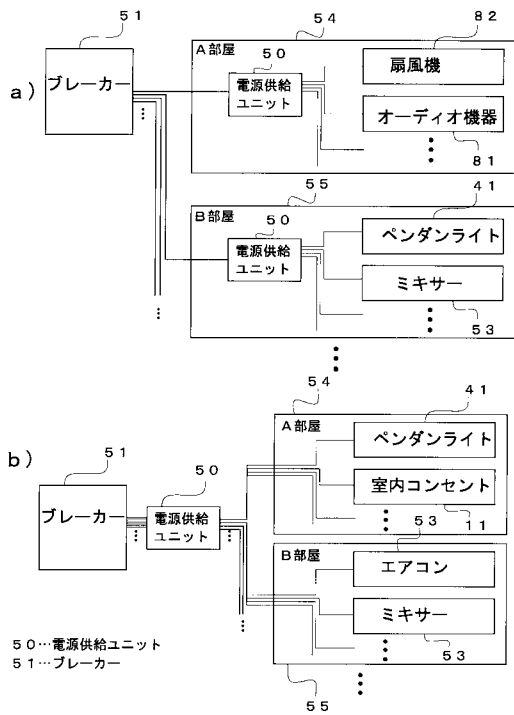 a)
51
ブレーカー
54
A部屋
50
電源供給
ユニット
82
扇風機
オーディオ機器
81
55
B部屋
50
電源供給
ユニット
41
ペンダンライト
ミキサー
53
b)
51
ブレーカー
50
電源供給
ユニット
54
A部屋
41
ペンダンライト
室内コンセント
11
B部屋
53
エアコン
ミキサー
53
55
50…電源供給ユニット
51…ブレーカー